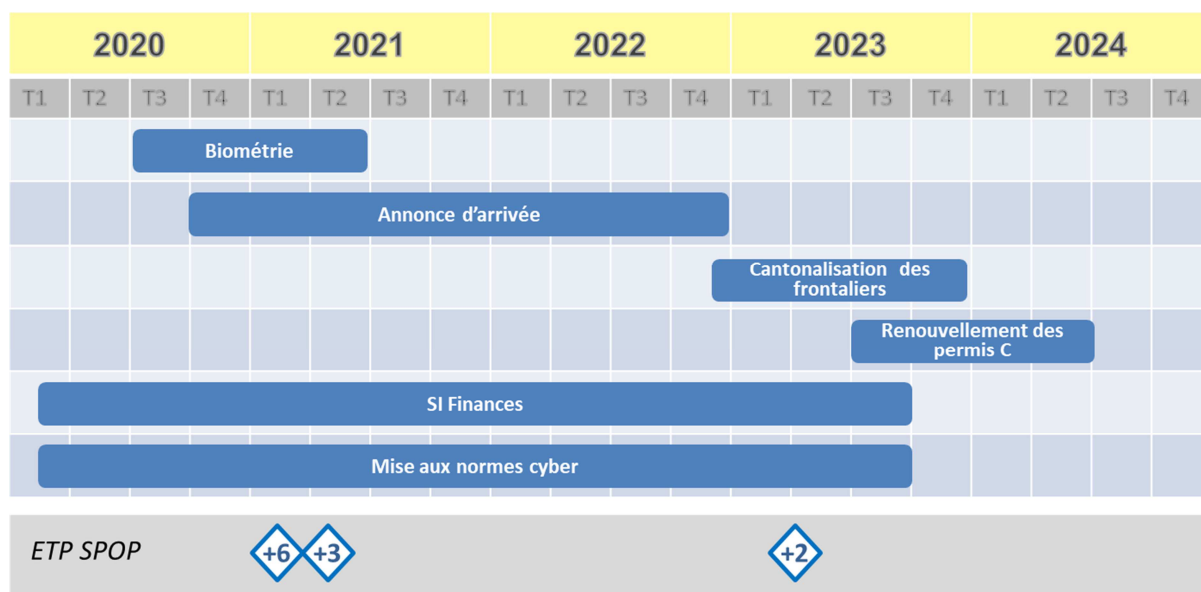 2020 2021 2022 2023 2024
T1 T2 T3 T4 T1 T2 T3 T4 T1 T2 T3 T4 T1 T2 T3 T4 T1 T2 T3 T4
Biométrie
Annonce d'arrivée
Cantonalisation des
frontaliers
Renouvellement des
permis C
SI Finances
Mise aux normes cyber
ETP SPOP +6 +3 +2